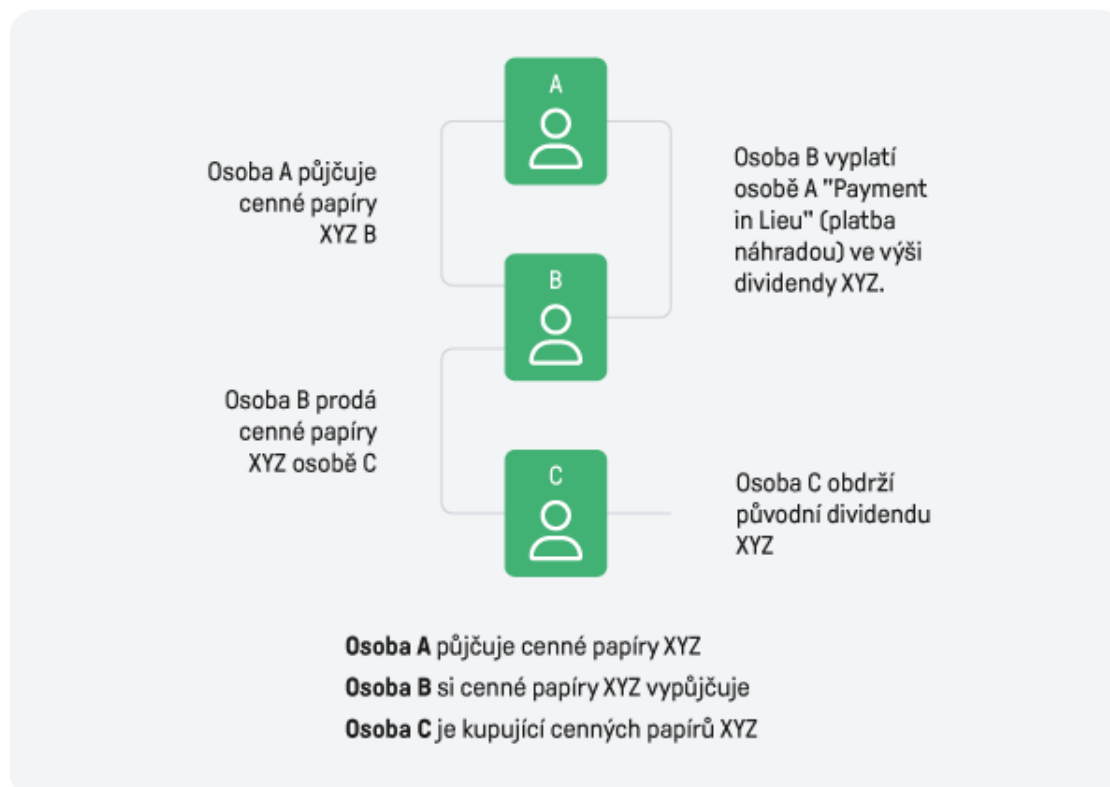 A
Osoba A půjčuje
cenné papíry
XYZ B
Osoba B vyplatí
osobě A "Payment
in Lieu" (platba
náhradou) ve výši
dividendy XYZ.
B
Osoba B prodá
cenné papíry
XYZ osobě C
C
Osoba C obdrží
původní dividendu
XYZ
Osoba A půjčuje cenné papíry XYZ
Osoba B si cenné papíry XYZ vypůjčuje
Osoba C je kupující cenných papírů XYZ